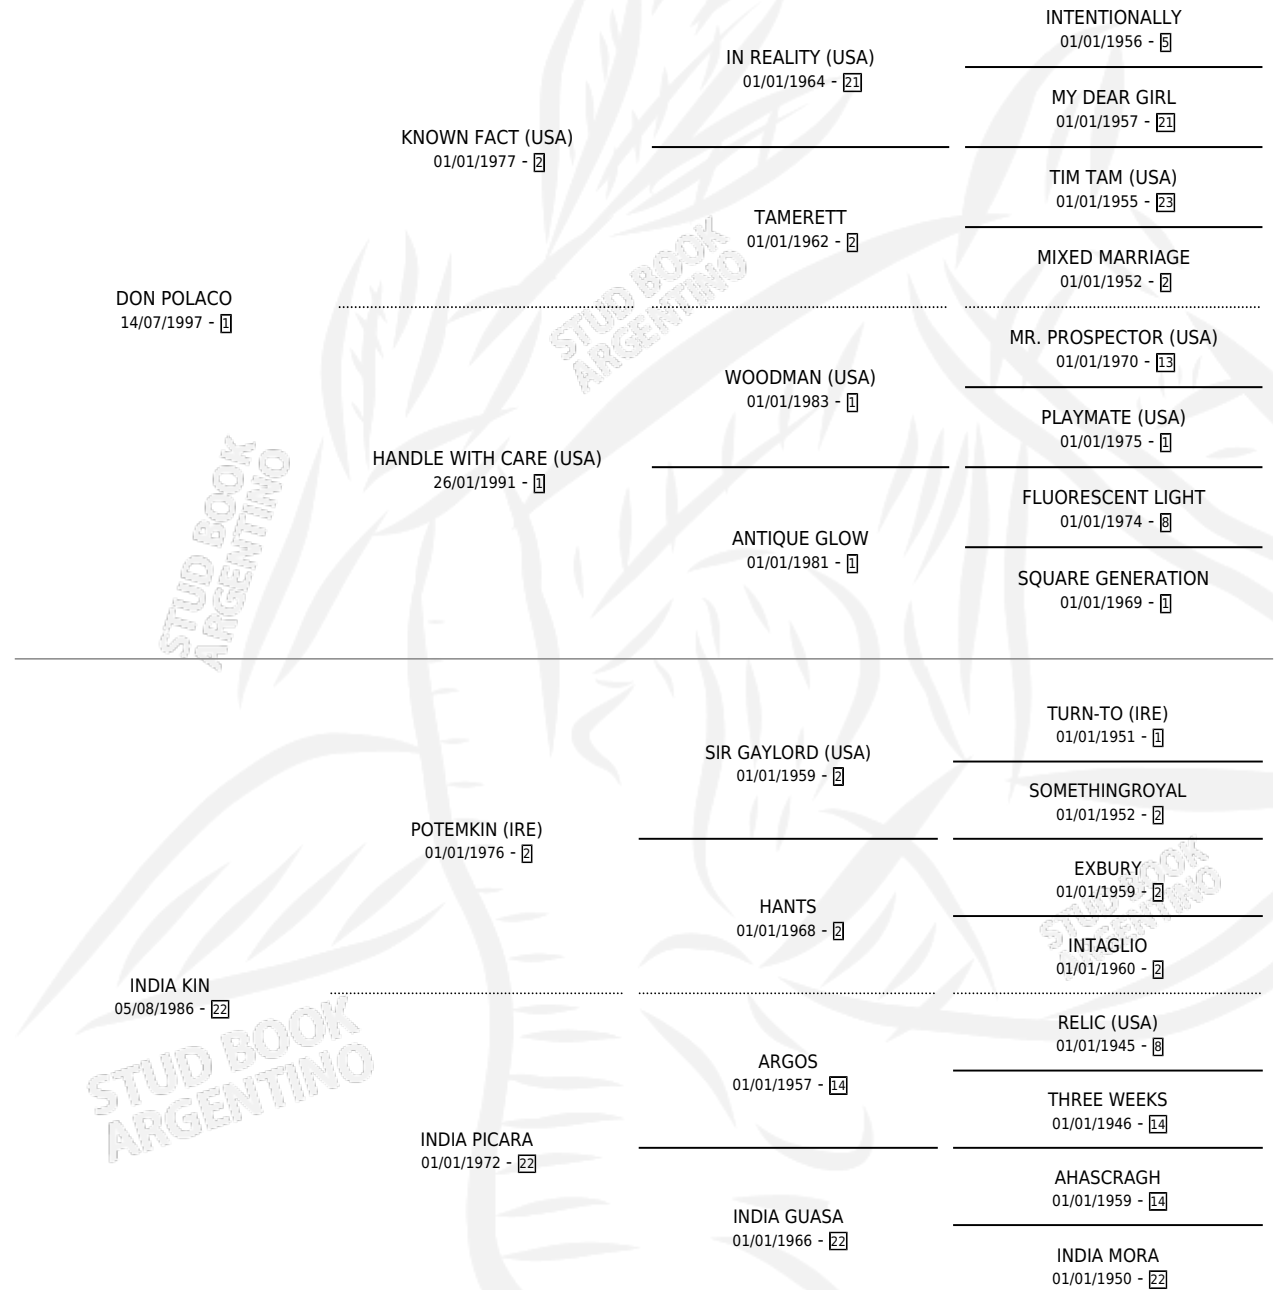 INTENTIONALLY
01/01/1956 - 5
IN REALITY (USA)
01/01/1964 - 21
MY DEAR GIRL
01/01/1957 - 21
KNOWN FACT (USA)
01/01/1977 - 2
TIM TAM (USA)
01/01/1955 - 23
TAMERETT
01/01/1962 - 2
MIXED MARRIAGE
01/01/1952 - 2
DON POLACO
14/07/1997 - 1
MR. PROSPECTOR (USA)
01/01/1970 - 13
WOODMAN (USA)
01/01/1983 - 1
PLAYMATE (USA)
01/01/1975 - 1
HANDLE WITH CARE (USA)
26/01/1991 - 1
FLUORESCENT LIGHT
01/01/1974 - 8
ANTIQUE GLOW
01/01/1981 - 1
SQUARE GENERATION
01/01/1969 - 1
TURN-TO (IRE)
01/01/1951 - 1
SIR GAYLORD (USA)
01/01/1959 - 2
SOMETHINGROYAL
01/01/1952 - 2
POTEMKIN (IRE)
01/01/1976 - 2
EXBURY
01/01/1959 - 2
HANTS
01/01/1968 - 2
INTAGLIO
01/01/1960 - 2
INDIA KIN
05/08/1986 - 22
RELIC (USA)
01/01/1945 - 8
ARGOS
01/01/1957 - 14
THREE WEEKS
01/01/1946 - 14
INDIA PICARA
01/01/1972 - 22
AHASCRAGH
01/01/1959 - 14
INDIA GUASA
01/01/1966 - 22
INDIA MORA
01/01/1950 - 22
STUD BOOK
ARGENTINO
STUD BOOK
ARGENTINO
STUD BOOK
ARGENTINO
STUD BOOK
ARGENTINO